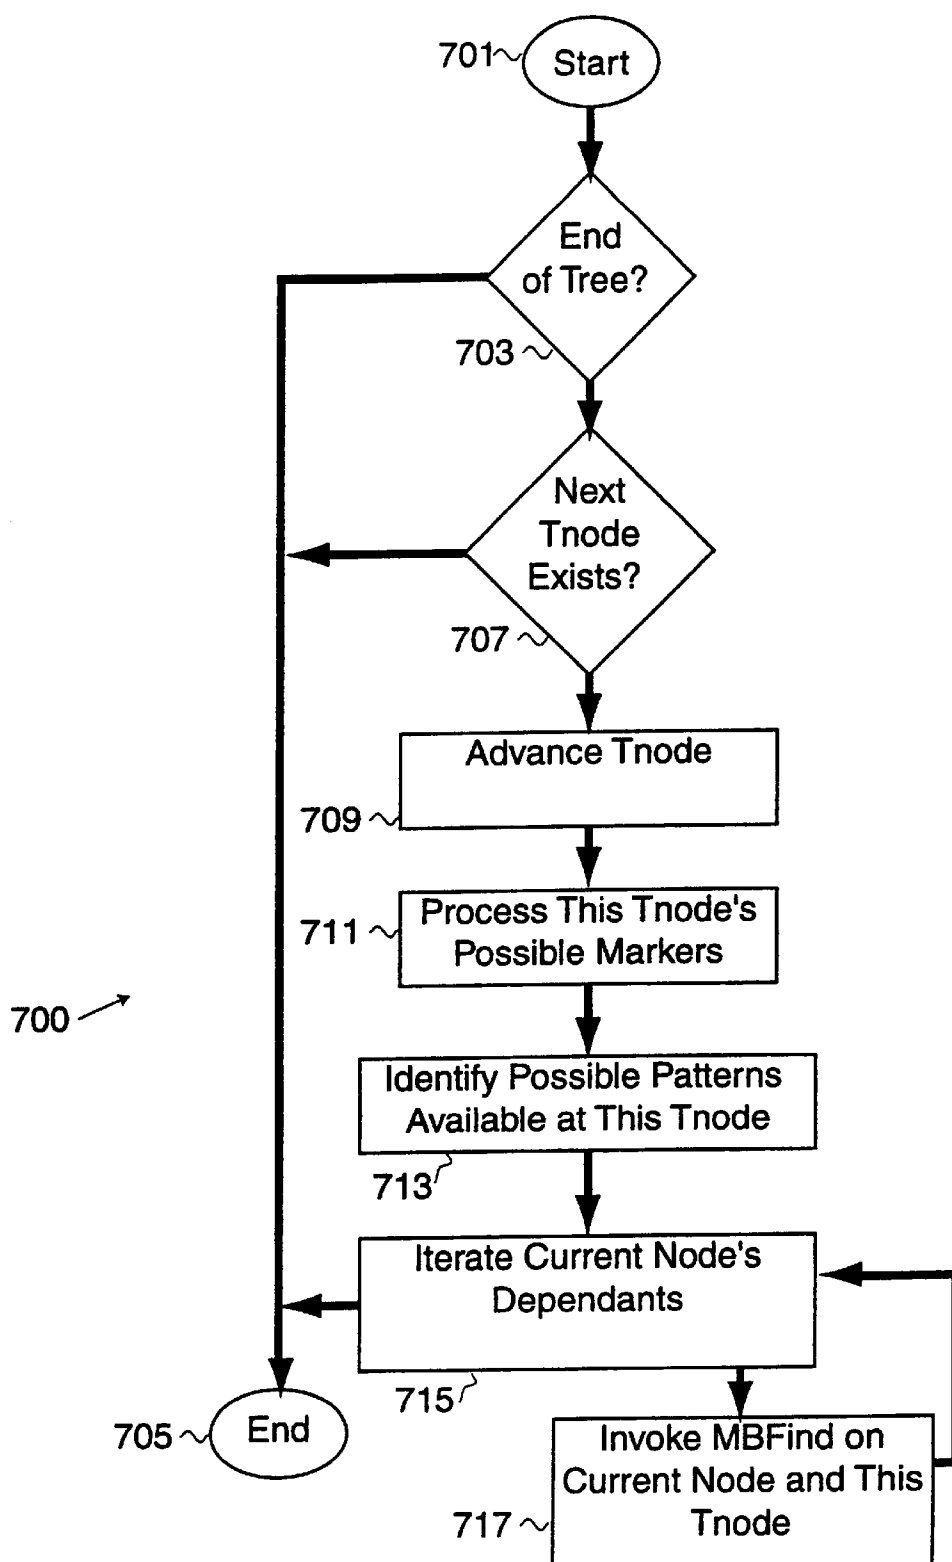 701
Start
End
of Tree?
703
Next
Tnode
Exists?
707
Advance Tnode
709
Process This Tnode's
Possible Markers
711
700
Identify Possible Patterns
Available at This Tnode
713
Iterate Current Node's
Dependants
715
705
End
Invoke MBFind on
Current Node and This
Tnode
717